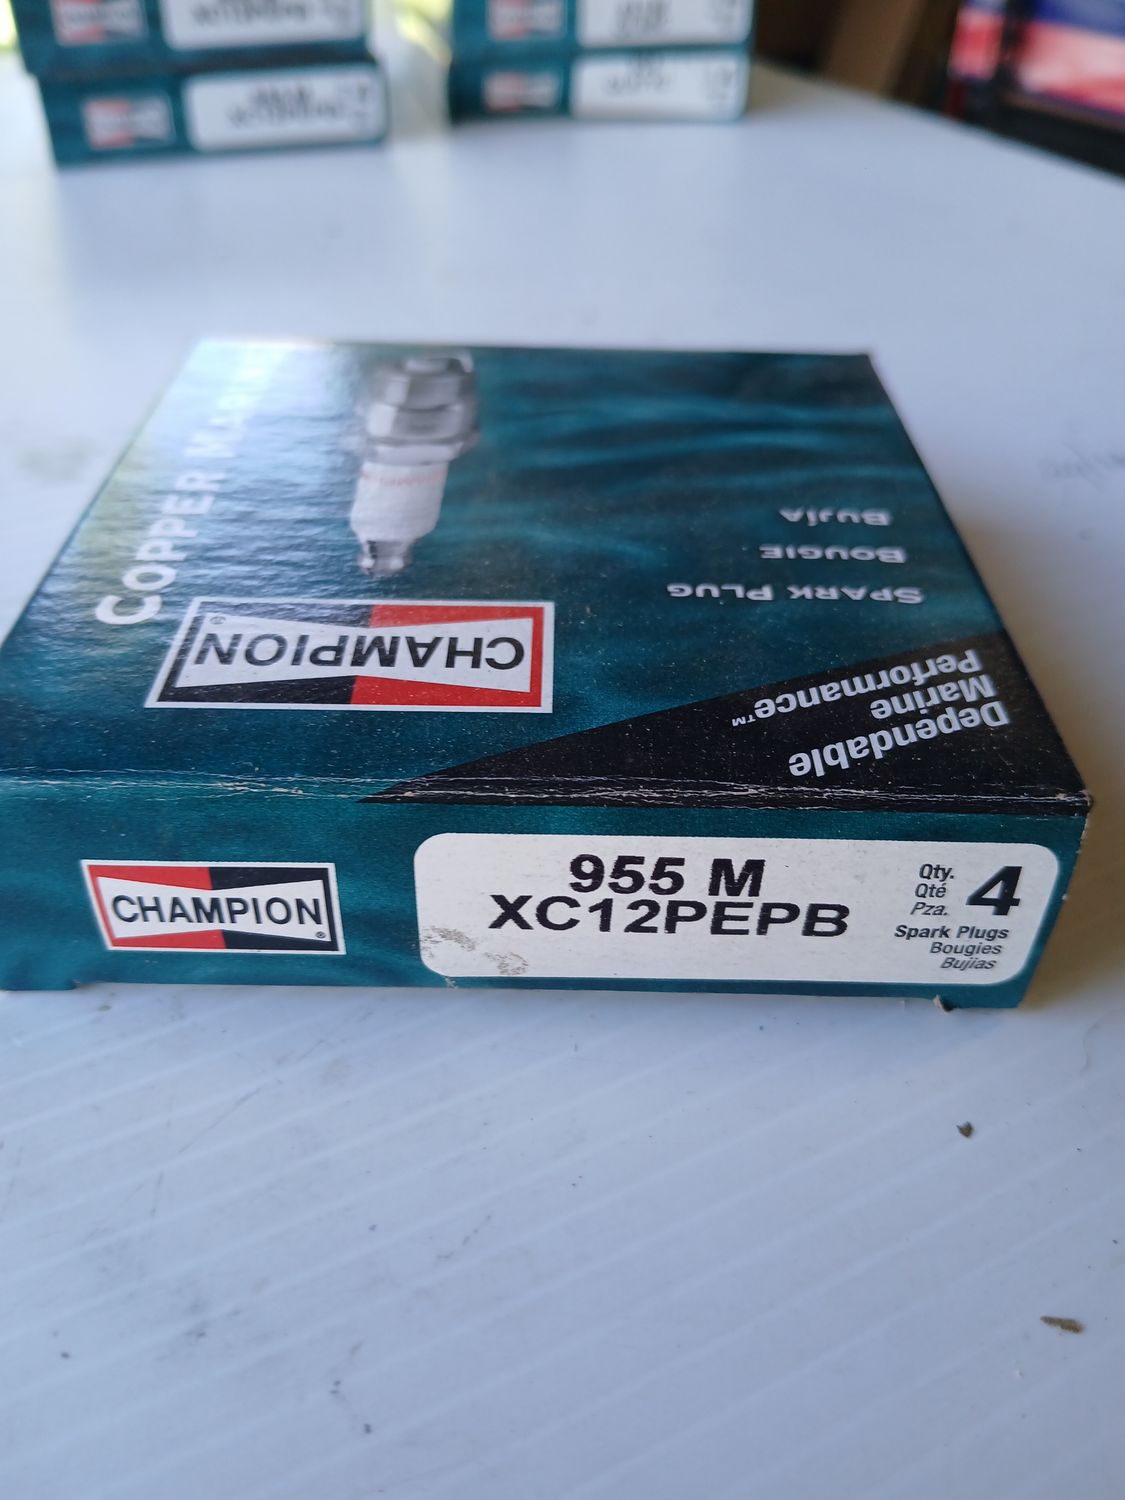 COPPER
CHAMPION
SPARK PLUG
BOUGIE
BUJÍA
Dependable
Marine
Performance™
CHAMPION®
955 M
XC12PEPB
Qty.
Qté
Pza.
4
Spark Plugs
Bougies
Bujias